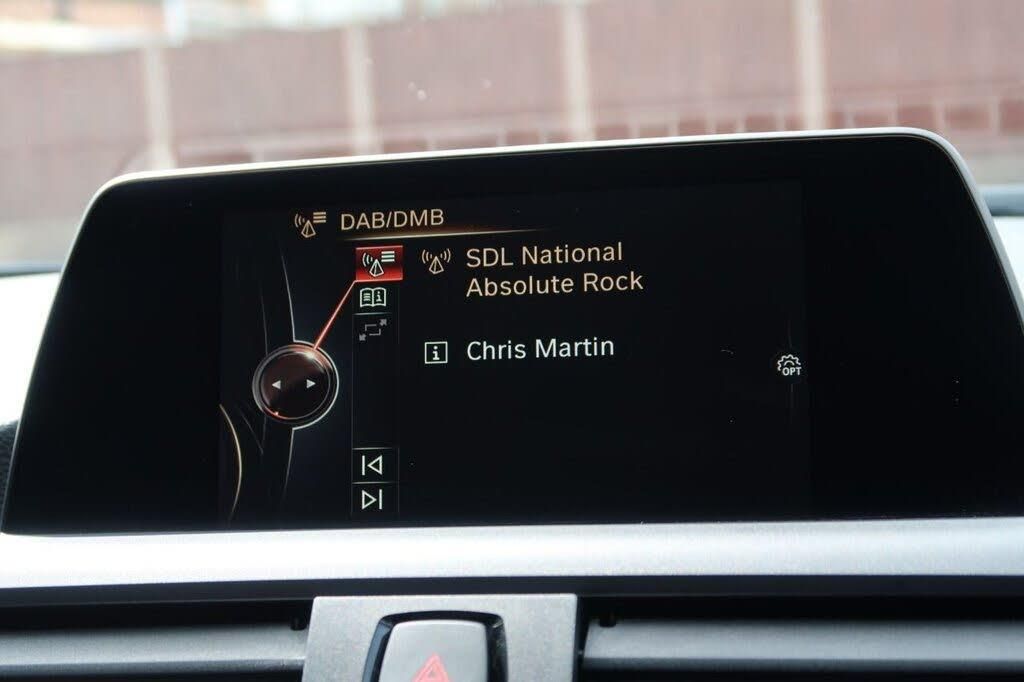 DAB/DMB
SDL National
Absolute Rock
i Chris Martin
OPT